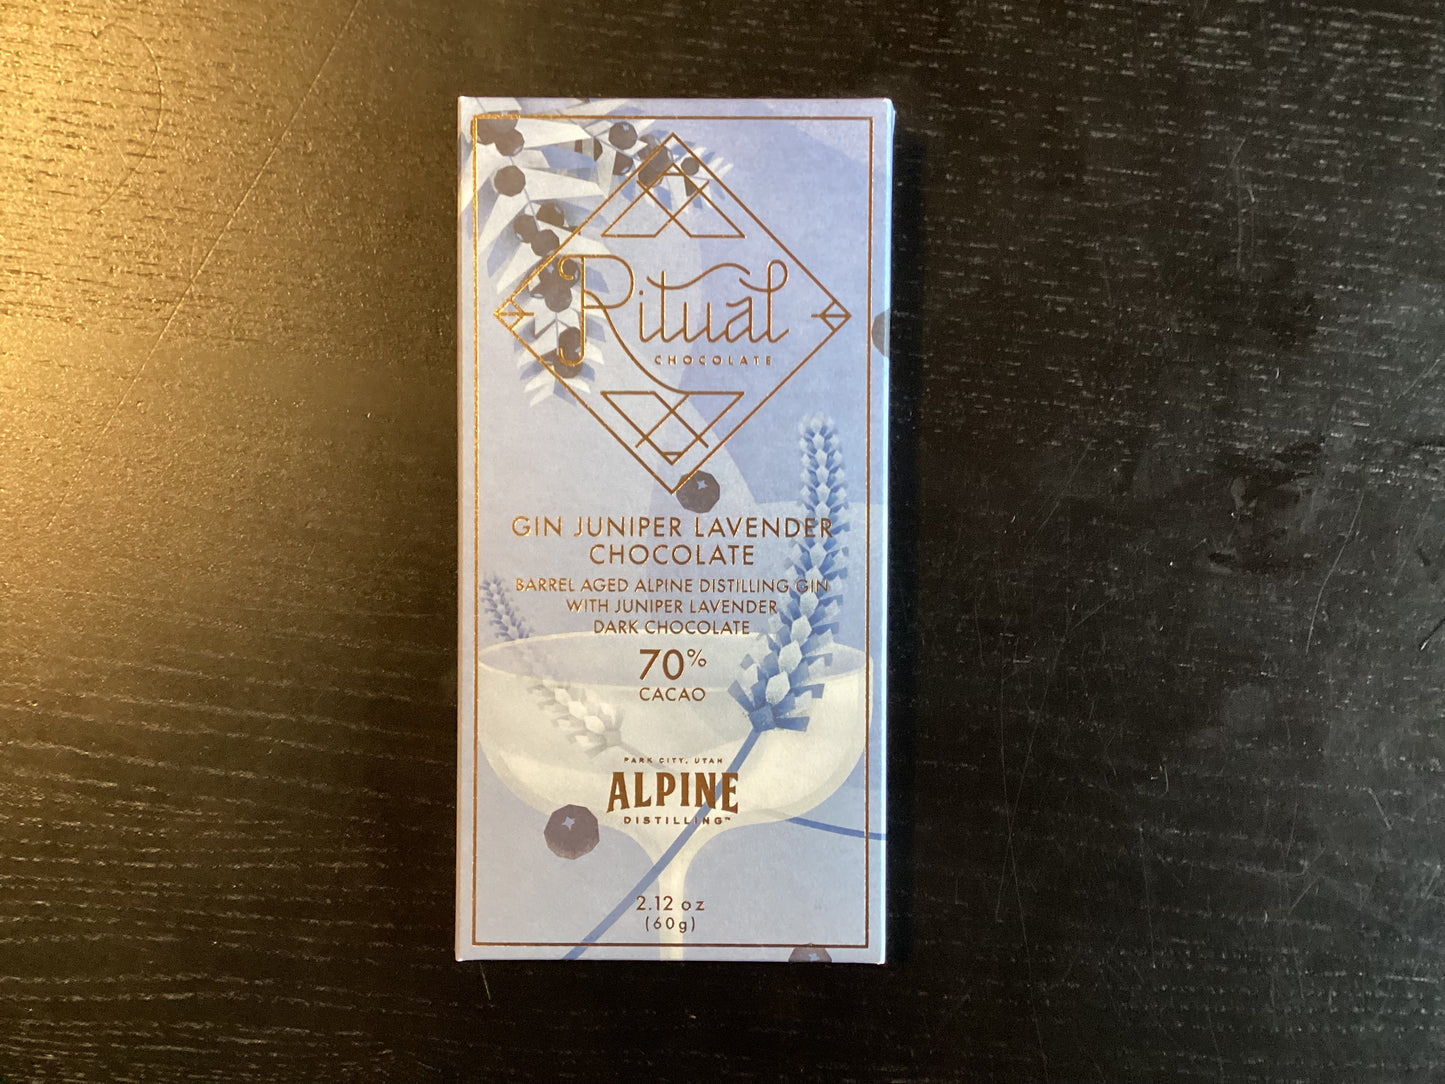 Ritual
CHOCOLATE
GIN JUNIPER LAVENDER
CHOCOLATE
BARREL AGED ALPINE DISTILLING GIN
WITH JUNIPER LAVENDER
DARK CHOCOLATE
70%
CACAO
PARK CITY, UTAH
ALPINE
DISTILLING™
2.12 oz
(60g)